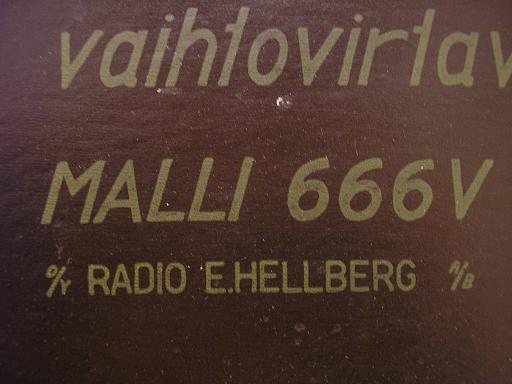 vaihtovirtav
MALLI 666V
O/Y RADIO E.HELLBERG A/B